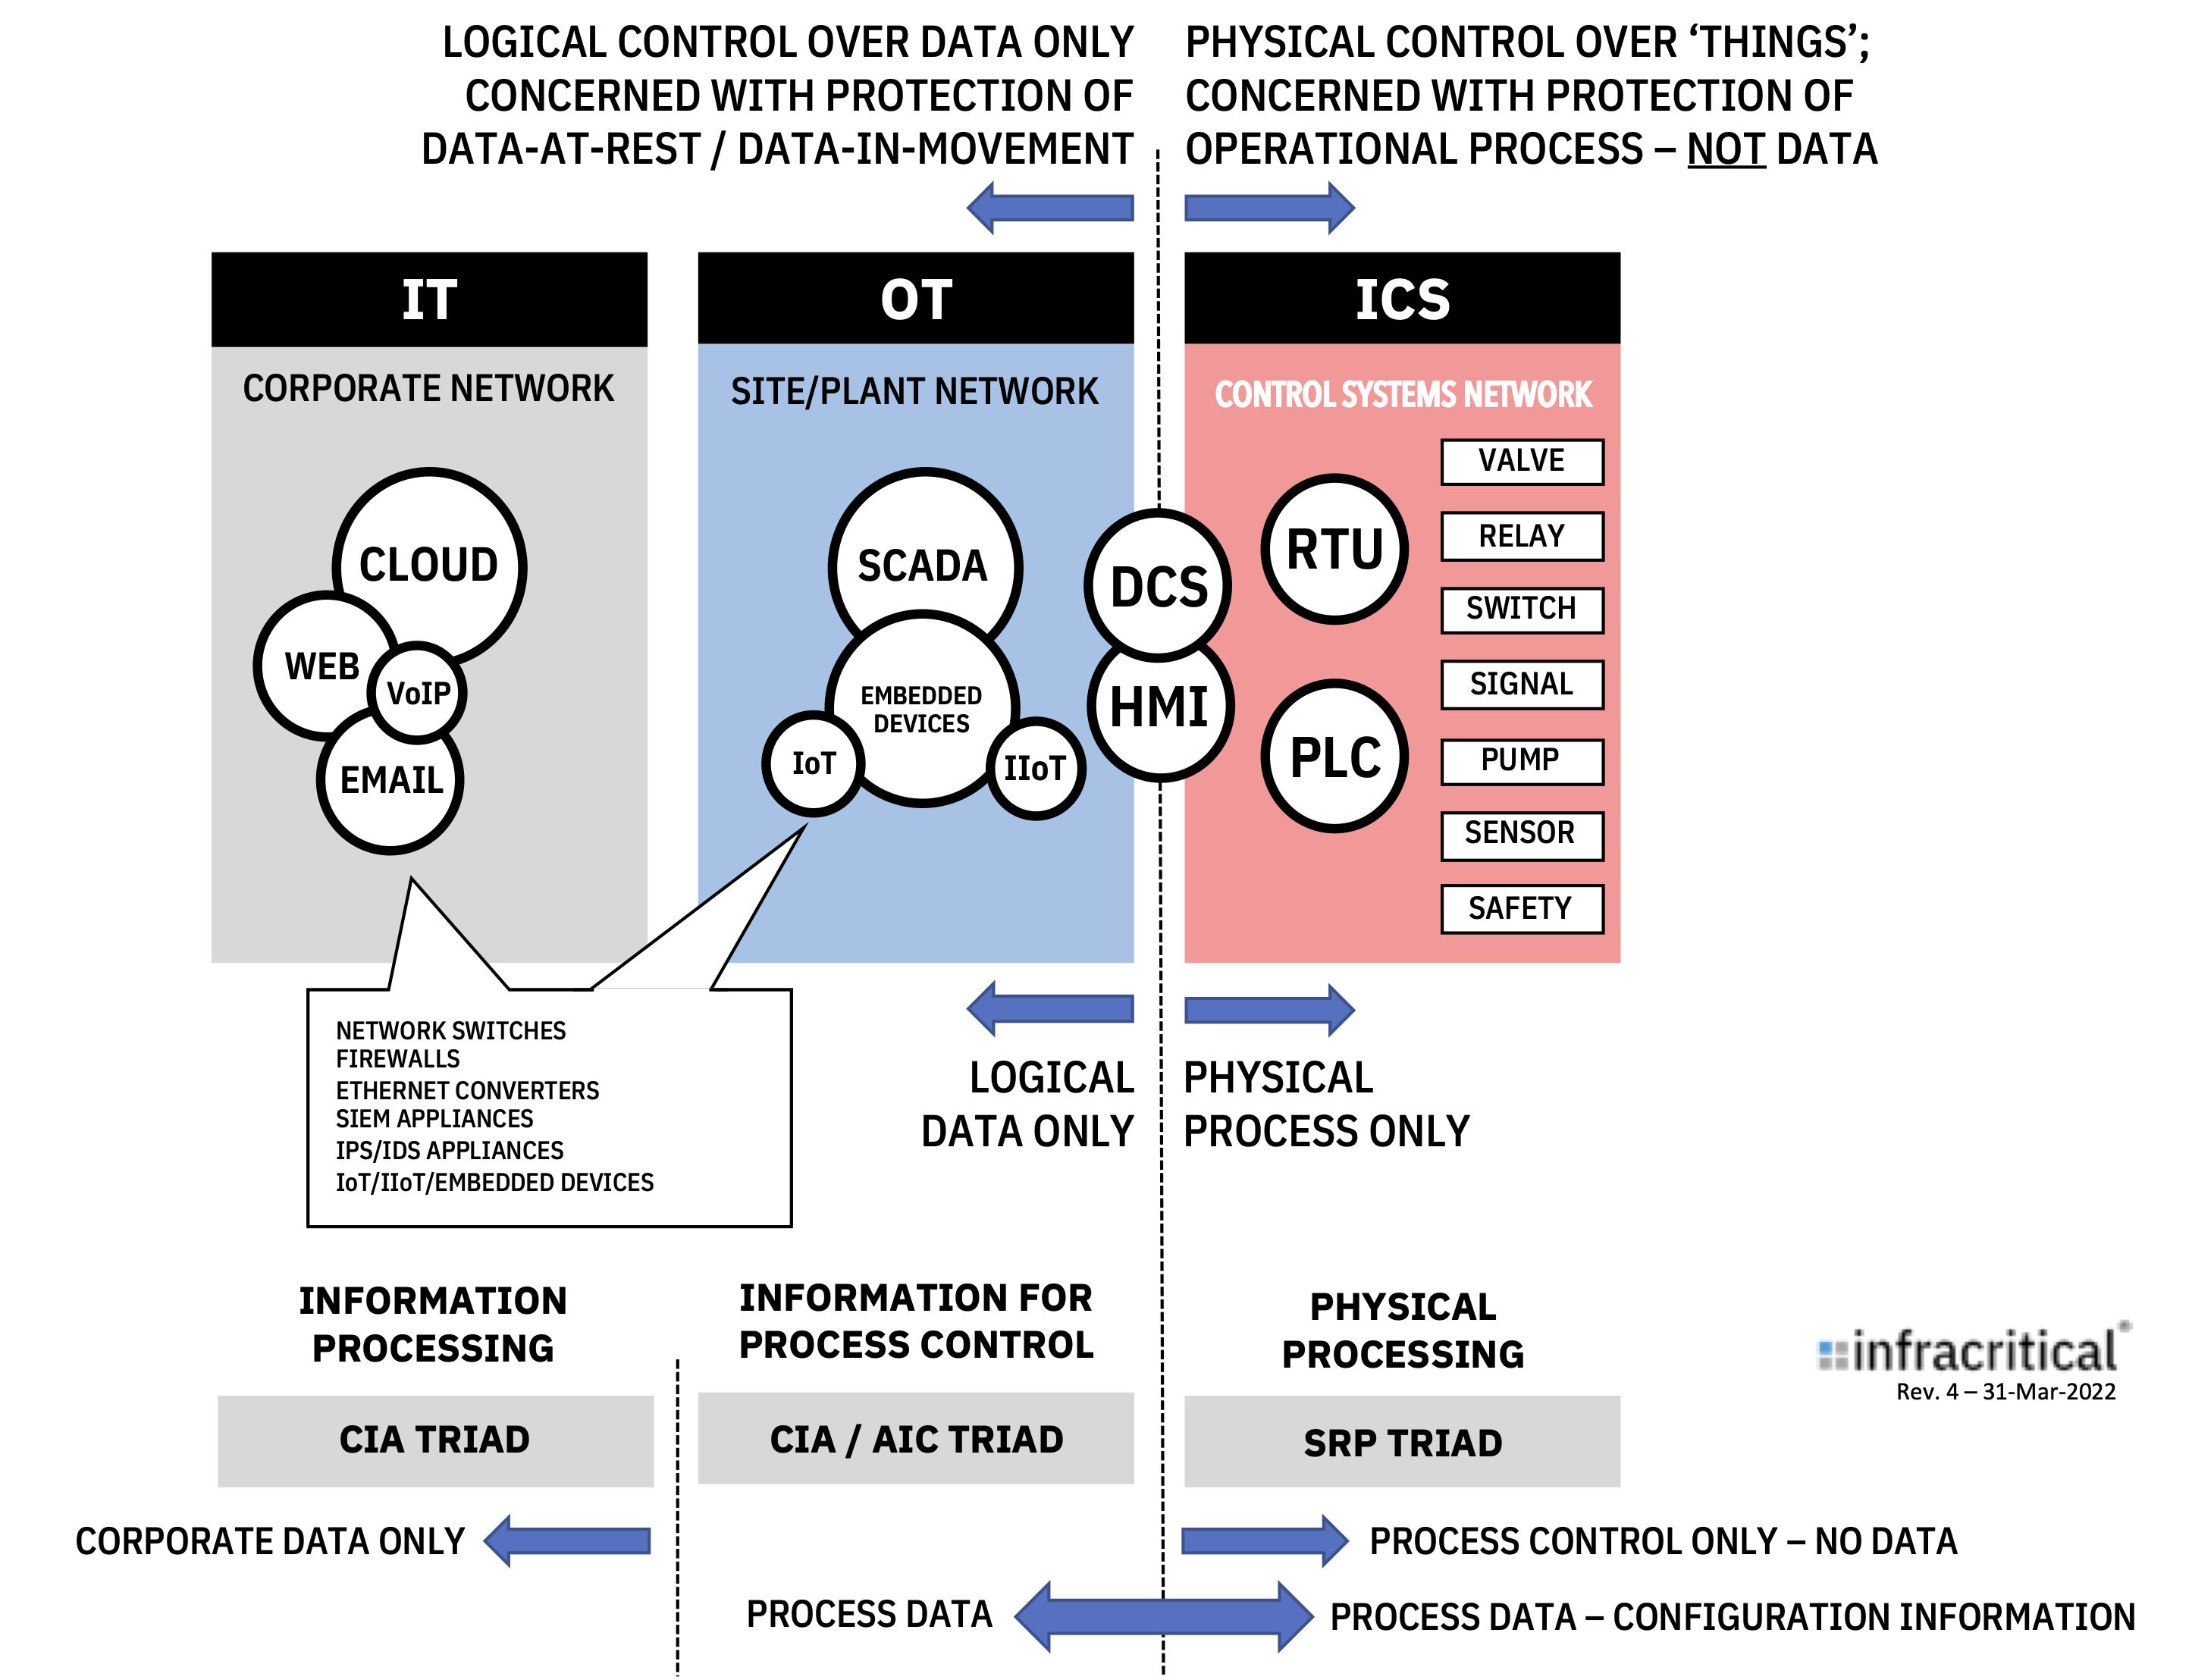 LOGICAL CONTROL OVER DATA ONLY
CONCERNED WITH PROTECTION OF
DATA-AT-REST / DATA-IN-MOVEMENT
PHYSICAL CONTROL OVER ‘THINGS’;
CONCERNED WITH PROTECTION OF
OPERATIONAL PROCESS – NOT DATA
IT
CORPORATE NETWORK
CLOUD
WEB
VoIP
EMAIL
OT
SITE/PLANT NETWORK
SCADA
EMBEDDED
DEVICES
IoT
IIoT
DCS
HMI
ICS
CONTROL SYSTEMS NETWORK
RTU
PLC
VALVE
RELAY
SWITCH
SIGNAL
PUMP
SENSOR
SAFETY
NETWORK SWITCHES
FIREWALLS
ETHERNET CONVERTERS
SIEM APPLIANCES
IPS/IDS APPLIANCES
IoT/IIoT/EMBEDDED DEVICES
LOGICAL
DATA ONLY
PHYSICAL
PROCESS ONLY
INFORMATION
PROCESSING
INFORMATION FOR
PROCESS CONTROL
PHYSICAL
PROCESSING
infracritical
Rev. 4 – 31-Mar-2022
CIA TRIAD
CIA / AIC TRIAD
SRP TRIAD
CORPORATE DATA ONLY
PROCESS CONTROL ONLY – NO DATA
PROCESS DATA
PROCESS DATA – CONFIGURATION INFORMATION